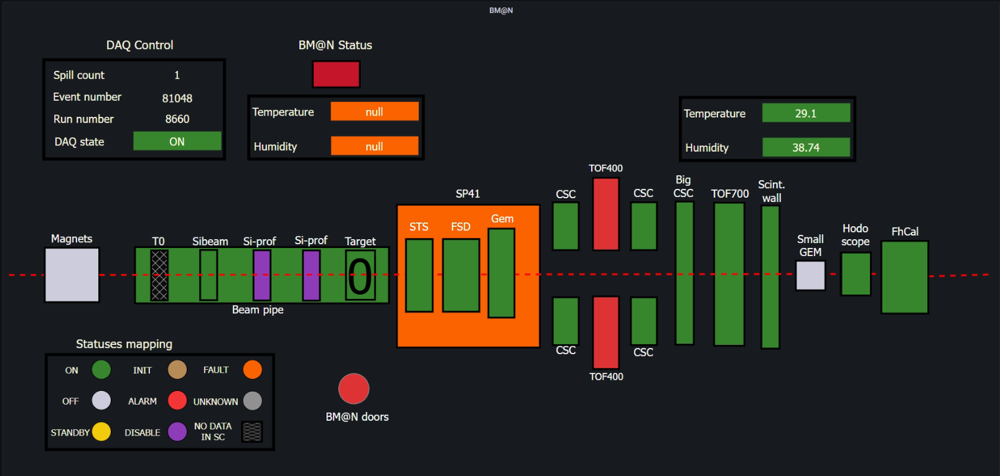 BM@N
DAQ Control
Spill count 1
Event number 81048
Run number 8660
DAQ state ON
BM@N Status
Temperature null
Humidity null
Temperature 29.1
Humidity 38.74
Magnets
T0
Sibeam
Si-prof
Si-prof
Target
0
Beam pipe
SP41
STS
FSD
Gem
CSC
TOF400
CSC
Big
CSC
TOF700
Scint.
wall
CSC
TOF400
CSC
Small
GEM
Hodo
scope
FhCal
Statuses mapping
ON INIT FAULT
OFF ALARM UNKNOWN
STANDBY DISABLE NO DATA
IN SC
BM@N doors